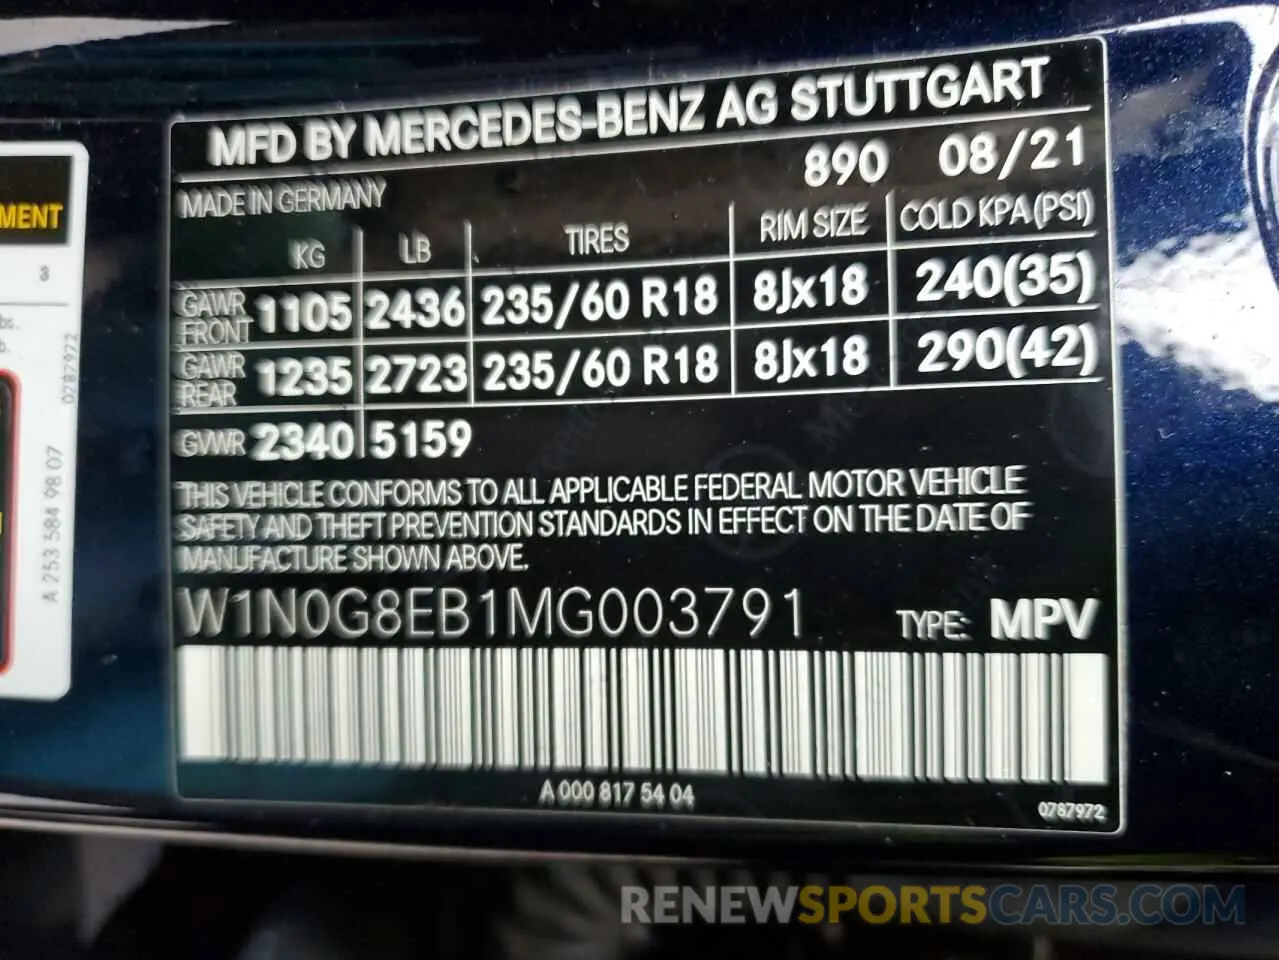 MFD BY MERCEDES-BENZ AG STUTTGART
890 08/21
MADE IN GERMANY
KG LB TIRES RIM SIZE COLD KPA (PSI)
GAWR FRONT 1105 2436 235/60 R18 8Jx18 240(35)
GAWR REAR 1235 2723 235/60 R18 8Jx18 290(42)
GVWR 2340 5159
THIS VEHICLE CONFORMS TO ALL APPLICABLE FEDERAL MOTOR VEHICLE
SAFETY AND THEFT PREVENTION STANDARDS IN EFFECT ON THE DATE OF
MANUFACTURE SHOWN ABOVE.
W1N0G8EB1MG003791 TYPE: MPV
A 000 817 54 04
0787972
MENT
0787972
A 253 584 98 07
RENEWSPORTSCARS.COM